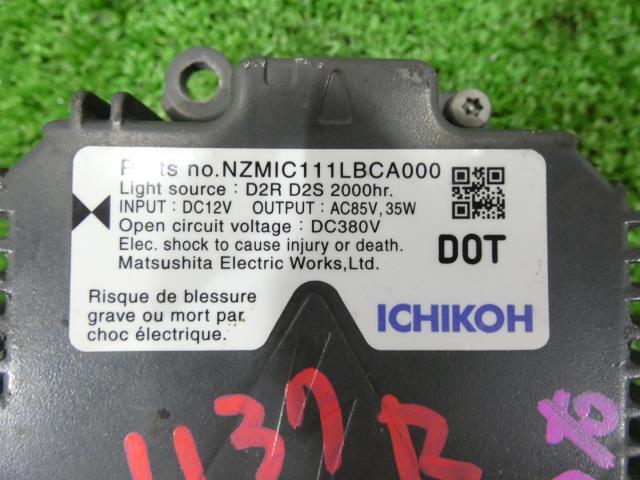 Parts no.NZMIC111LBCA000
Light source : D2R D2S 2000hr.
INPUT : DC12V OUTPUT : AC85V, 35W
Open circuit voltage : DC380V
Elec. shock to cause injury or death.
Matsushita Electric Works,Ltd.
DOT
Risque de blessure
grave ou mort par
choc électrique.
ICHIKOH